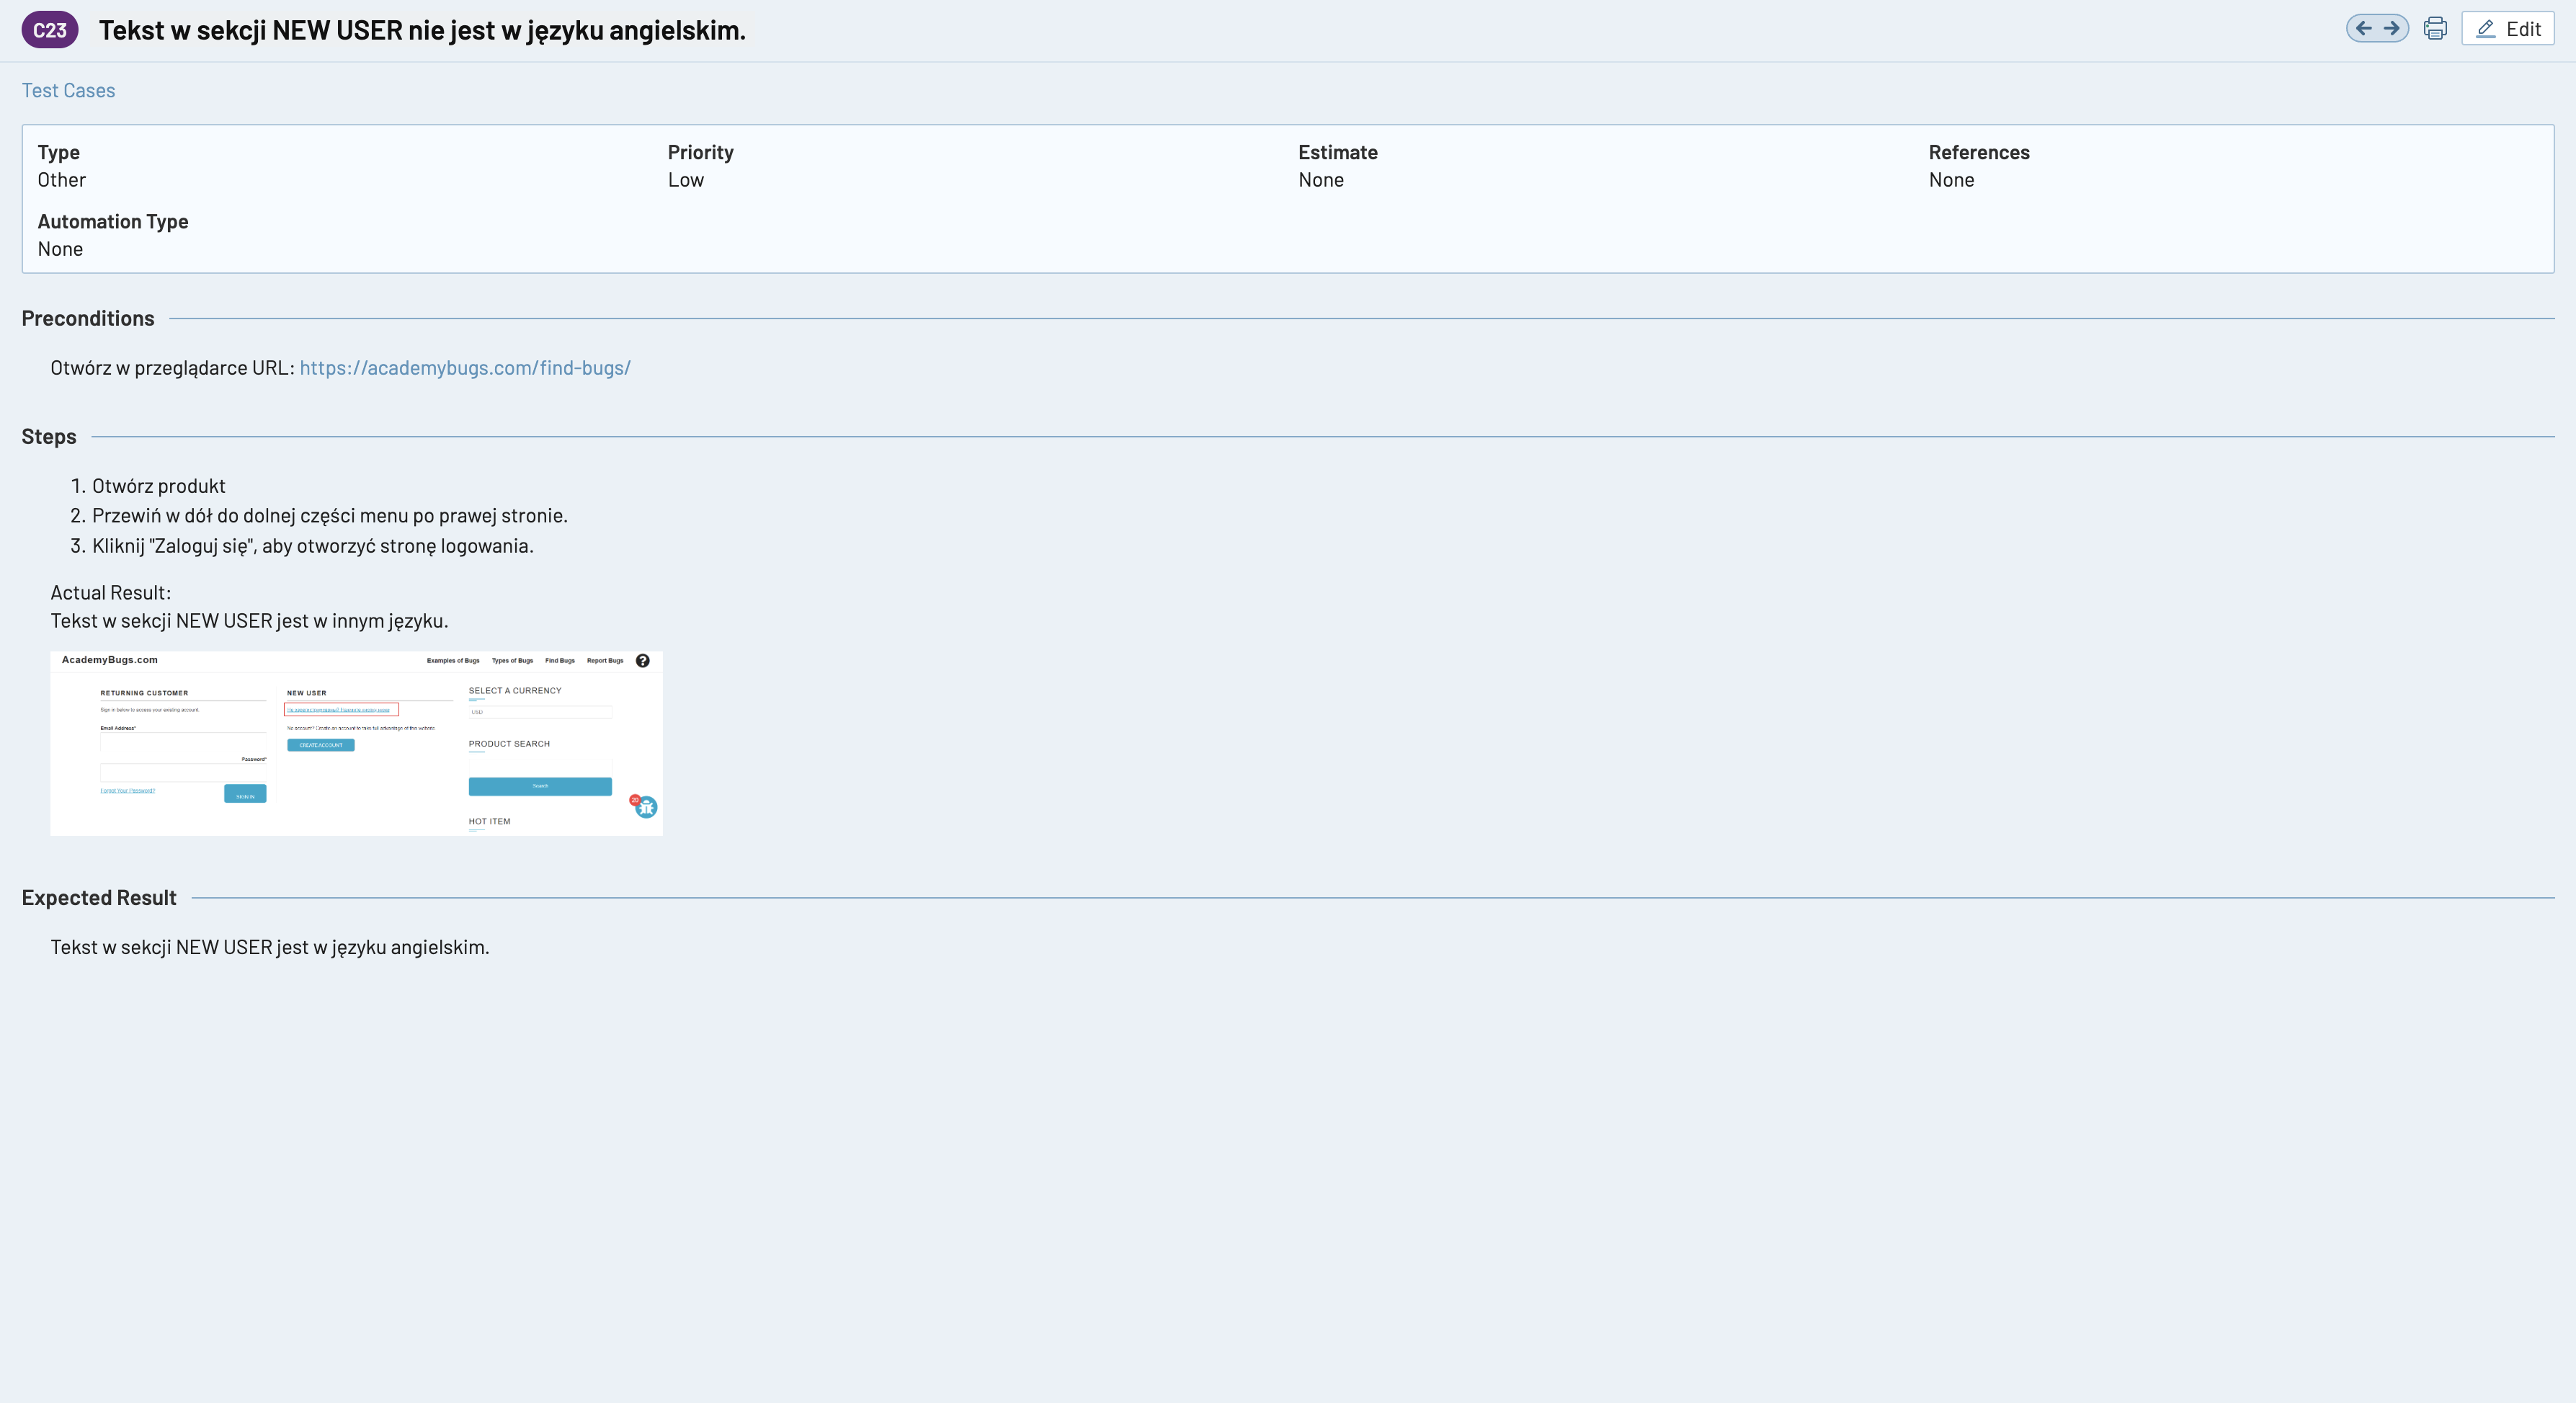 C23 Tekst w sekcji NEW USER nie jest w języku angielskim.
Edit
Test Cases
Type
Other
Priority
Low
Estimate
None
References
None
Automation Type
None
Preconditions
Otwórz w przeglądarce URL: https://academybugs.com/find-bugs/
Steps
1. Otwórz produkt
2. Przewiń w dół do dolnej części menu po prawej stronie.
3. Kliknij "Zaloguj się", aby otworzyć stronę logowania.
Actual Result:
Tekst w sekcji NEW USER jest w innym języku.
AcademyBugs.com
Examples of Bugs Types of Bugs Find Bugs Report Bugs ?
RETURNING CUSTOMER
Sign in below to access your existing account.
Email Address*
Password*
Forgot Your Password?
SIGN IN
NEW USER
No account? Create an account to take full advantage of this website.
CREATE ACCOUNT
SELECT A CURRENCY
USD
PRODUCT SEARCH
Search
HOT ITEM
20
Expected Result
Tekst w sekcji NEW USER jest w języku angielskim.